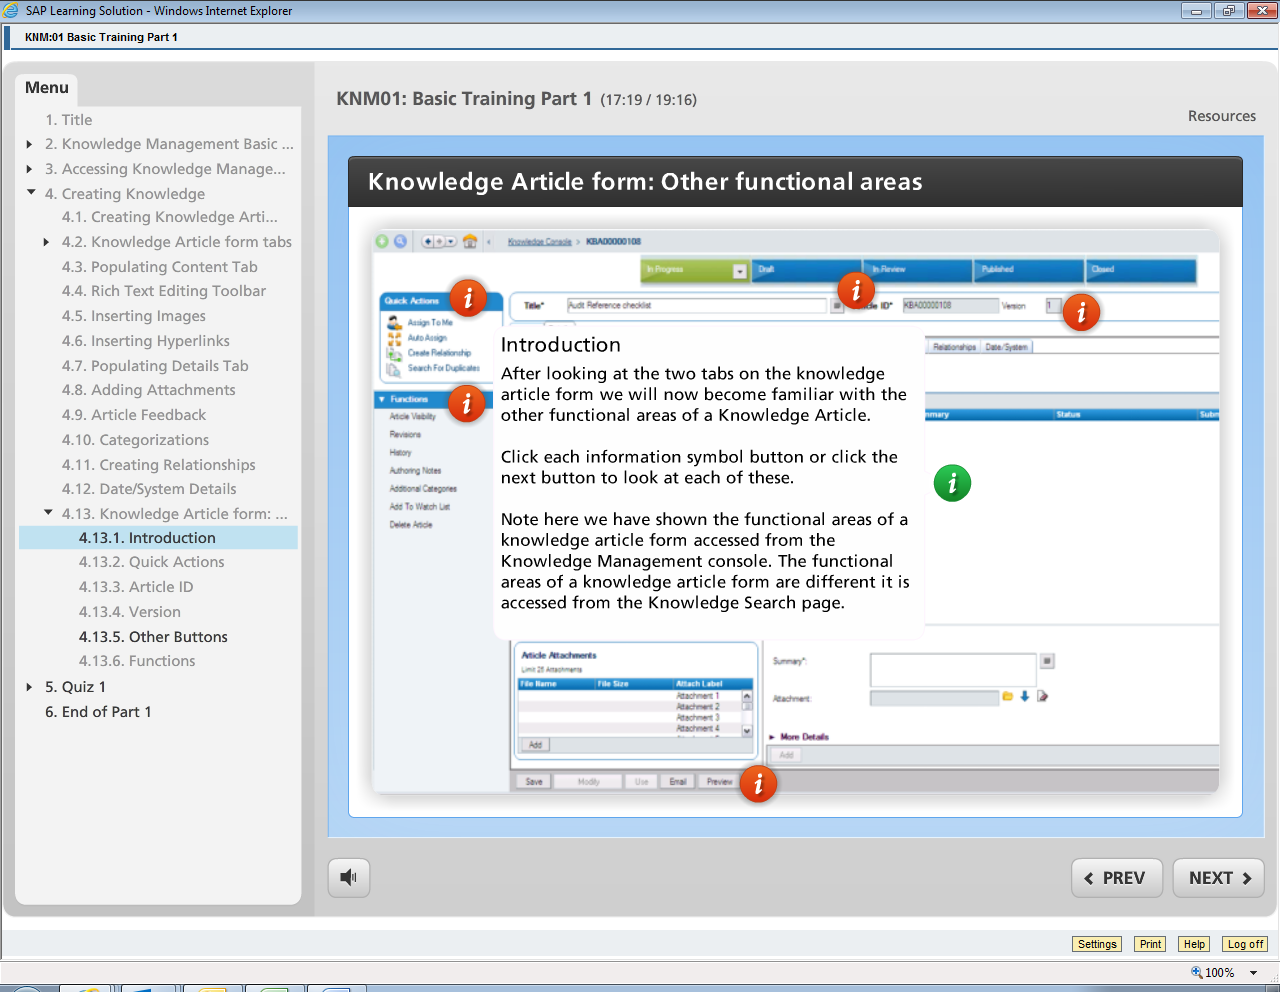 SAP Learning Solution - Windows Internet Explorer
KNM:01 Basic Training Part 1
Menu
1. Title
2. Knowledge Management Basic ...
3. Accessing Knowledge Manage...
4. Creating Knowledge
4.1. Creating Knowledge Arti...
4.2. Knowledge Article form tabs
4.3. Populating Content Tab
4.4. Rich Text Editing Toolbar
4.5. Inserting Images
4.6. Inserting Hyperlinks
4.7. Populating Details Tab
4.8. Adding Attachments
4.9. Article Feedback
4.10. Categorizations
4.11. Creating Relationships
4.12. Date/System Details
4.13. Knowledge Article form: ...
4.13.1. Introduction
4.13.2. Quick Actions
4.13.3. Article ID
4.13.4. Version
4.13.5. Other Buttons
4.13.6. Functions
5. Quiz 1
6. End of Part 1
KNM01: Basic Training Part 1 (17:19 / 19:16)
Resources
Knowledge Article form: Other functional areas
Knowledge Console > KBA00000108
In Progress Draft In Review Published Closed
Quick Actions
Assign To Me
Auto Assign
Create Relationship
Search For Duplicates
Functions
Article Visibility
Revisions
History
Authoring Notes
Additional Categories
Add To Watch List
Delete Article
Title* Audit Reference checklist ID* KBA00000108 Version 1
Relationships Date/System
Status
Introduction
After looking at the two tabs on the knowledge
article form we will now become familiar with the
other functional areas of a Knowledge Article.
Click each information symbol button or click the
next button to look at each of these.
Note here we have shown the functional areas of a
knowledge article form accessed from the
Knowledge Management console. The functional
areas of a knowledge article form are different it is
accessed from the Knowledge Search page.
Article Attachments
Limit 25 Attachments
File Name File Size Attach Label
Attachment 1
Attachment 2
Attachment 3
Attachment 4
Add
Summary*:
Attachment:
More Details
Add
Save Modify Use Email Preview
PREV
NEXT
Settings Print Help Log off
100%